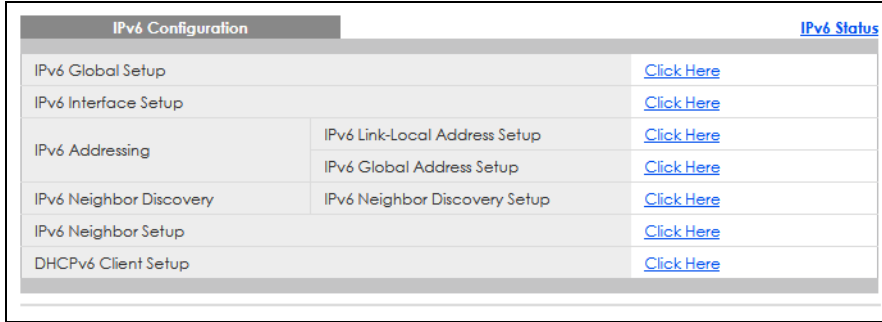 IPv6 Configuration IPv6 Status
IPv6 Global Setup Click Here
IPv6 Interface Setup Click Here
IPv6 Addressing IPv6 Link-Local Address Setup Click Here
IPv6 Global Address Setup Click Here
IPv6 Neighbor Discovery IPv6 Neighbor Discovery Setup Click Here
IPv6 Neighbor Setup Click Here
DHCPv6 Client Setup Click Here